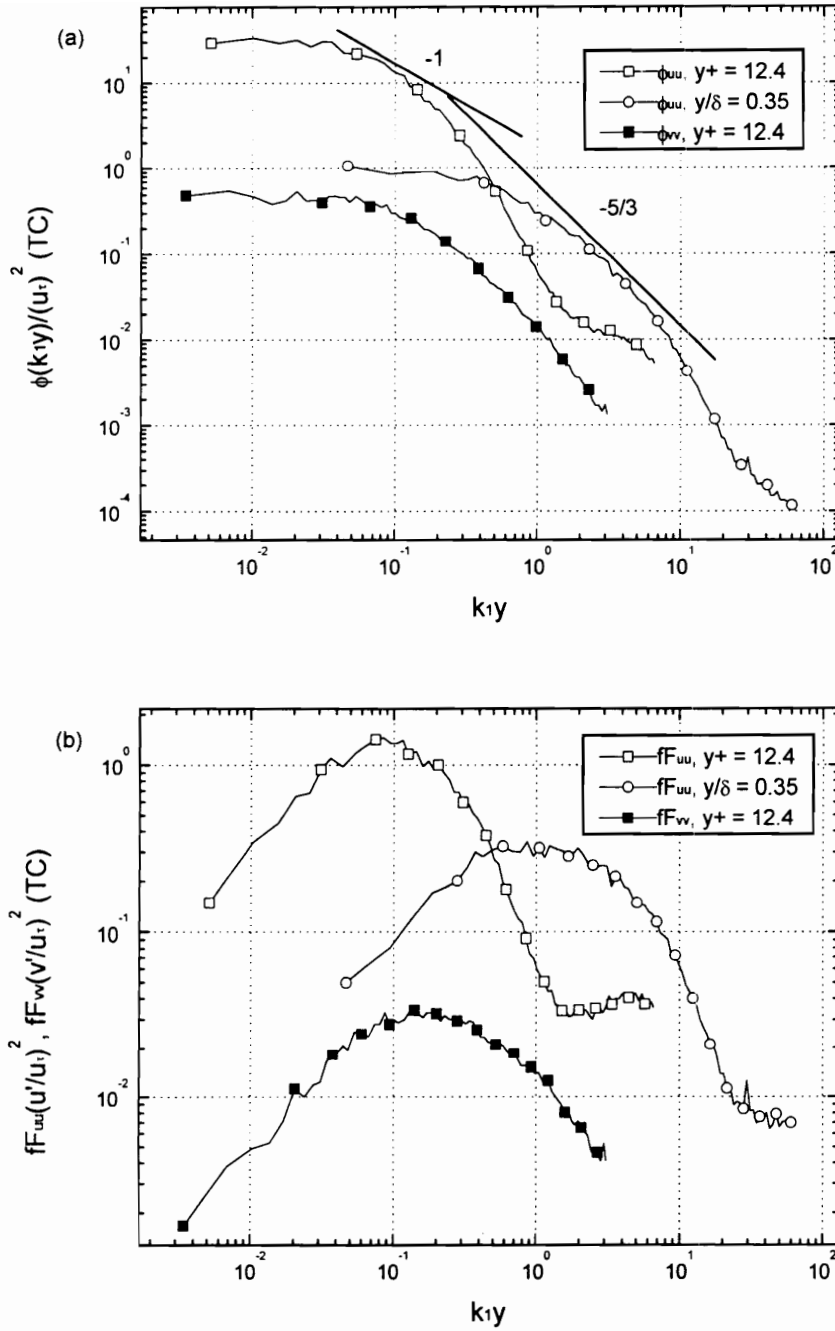 (a)
-1
-5/3
ϕuu, y+ = 12.4
ϕuu, y/δ = 0.35
ϕvv, y+ = 12.4
10^1
10^0
10^-1
10^-2
10^-3
10^-4
ϕ(k1y)/(uτ)^2 (TC)
10^-2
10^-1
10^0
10^1
10^2
k1y
(b)
fFuu, y+ = 12.4
fFuu, y/δ = 0.35
fFvv, y+ = 12.4
10^0
10^-1
10^-2
fFuu(u'/uτ)^2, fFvv(v'/uτ)^2 (TC)
10^-2
10^-1
10^0
10^1
10^2
k1y